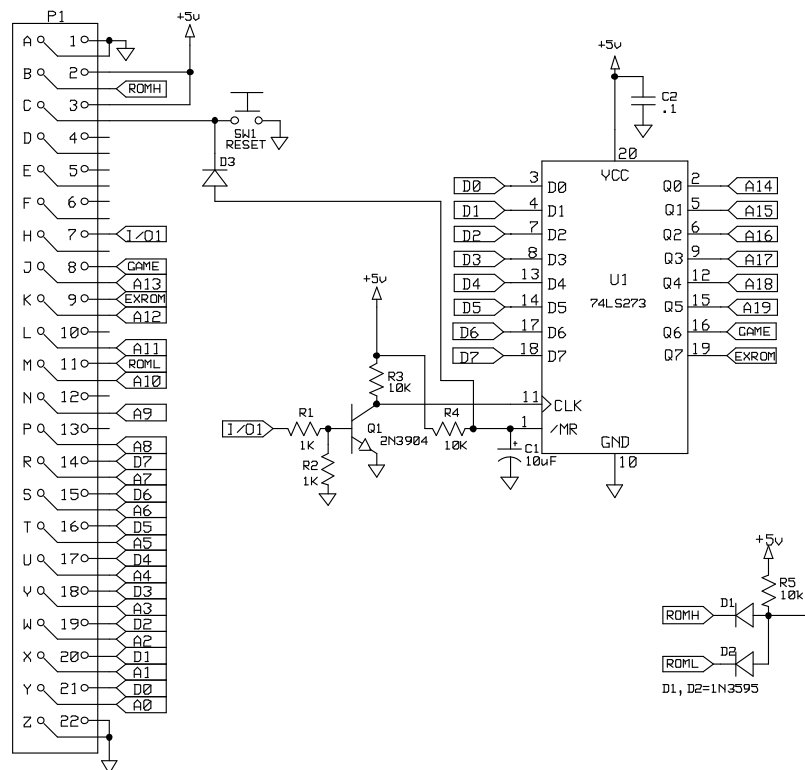 P1
A 1
B 2
ROMH
C 3
D 4
E 5
F 6
H 7 I/O1
J 8 GAME
A13
K 9 EXROM
A12
L 10
A11
M 11 ROML
A10
N 12
A9
P 13
A8
R 14 D7
A7
S 15 D6
A6
T 16 D5
A5
U 17 D4
A4
V 18 D3
A3
W 19 D2
A2
X 20 D1
A1
Y 21 D0
A0
Z 22
+5v
SW1
RESET
D3
+5v
C2
.1
20
VCC
D0 3 D0 Q0 2 A14
D1 4 D1 Q1 5 A15
D2 7 D2 Q2 6 A16
D3 8 D3 Q3 9 A17
D4 13 D4 Q4 12 A18
D5 14 D5 Q5 15 A19
D6 17 D6 Q6 16 GAME
D7 18 D7 Q7 19 EXROM
U1
74LS273
11 CLK
1 /MR
GND
10
+5v
R3
10K
I/O1
R1
1K
R2
1K
Q1
2N3904
R4
10K
+
C1
10uF
+5v
R5
10k
ROMH
D1
ROML
D2
D1, D2=1N3595